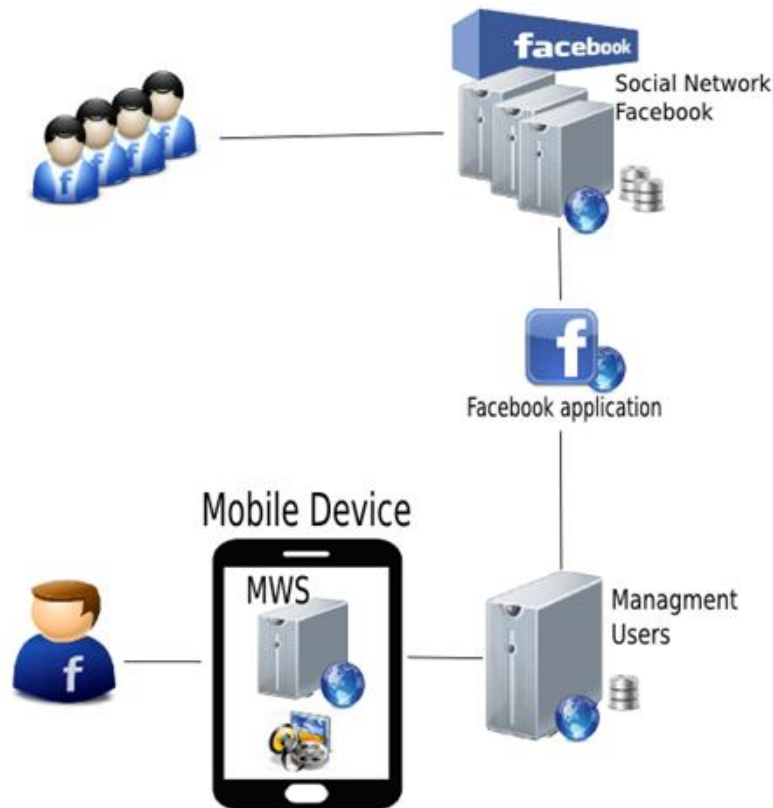 facebook
Social Network
Facebook
f
f
f
f
f
Facebook application
Mobile Device
MWS
f
Managment
Users